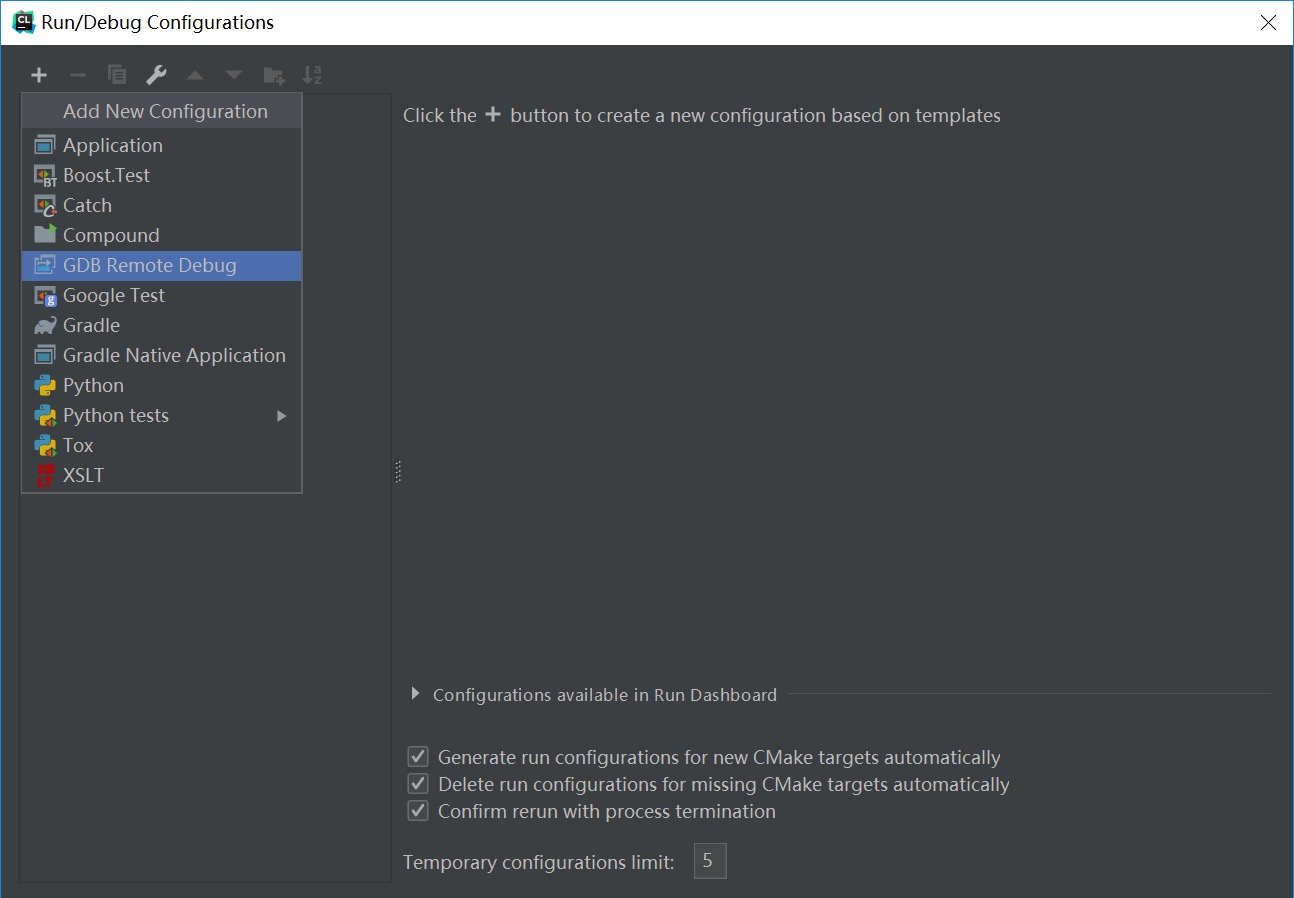 Run/Debug Configurations
Add New Configuration
Application
Boost.Test
Catch
Compound
GDB Remote Debug
Google Test
Gradle
Gradle Native Application
Python
Python tests
Tox
XSLT
Click the + button to create a new configuration based on templates
Configurations available in Run Dashboard
Generate run configurations for new CMake targets automatically
Delete run configurations for missing CMake targets automatically
Confirm rerun with process termination
Temporary configurations limit: 5